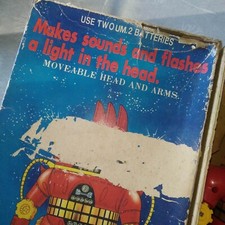 USE TWO UM-2 BATTERIES
Makes sounds and flashes
a light in the head.
MOVEABLE HEAD AND ARMS.